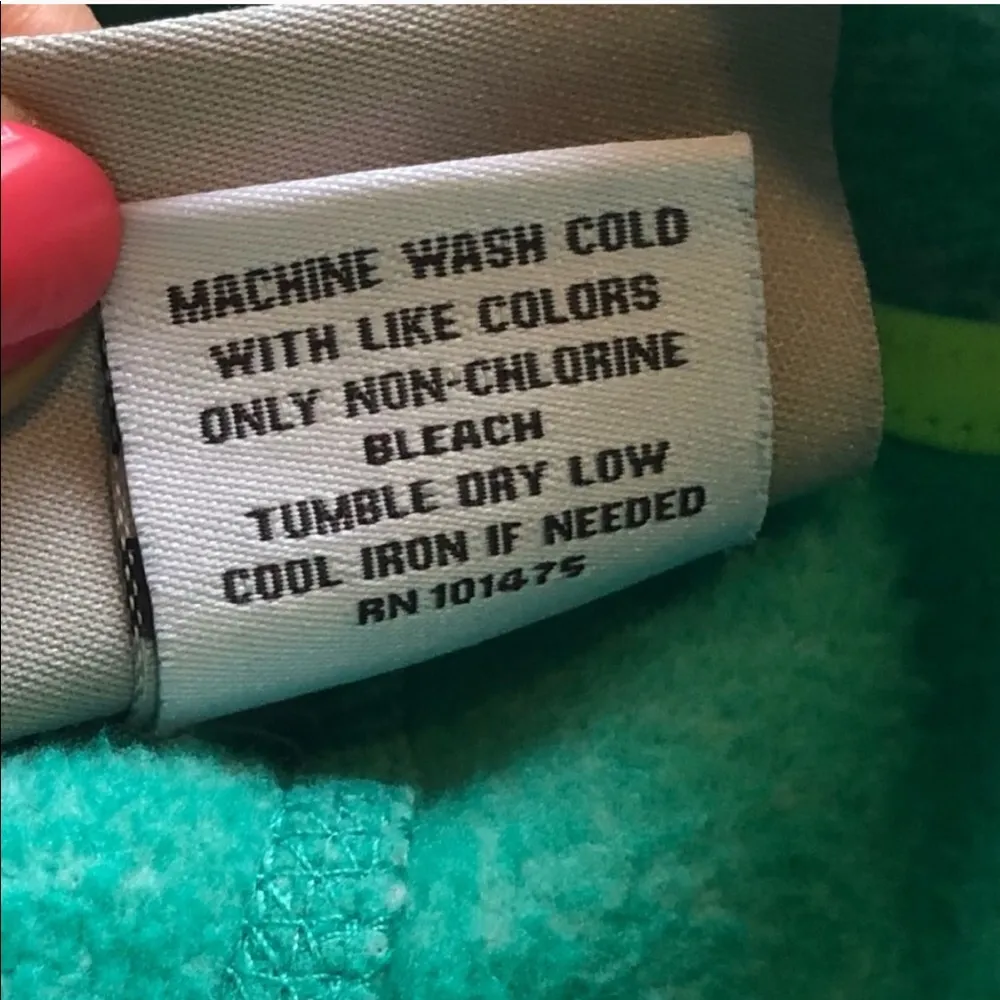 MACHINE WASH COLD
WITH LIKE COLORS
ONLY NON-CHLORINE
BLEACH
TUMBLE DRY LOW
COOL IRON IF NEEDED
RN 101475